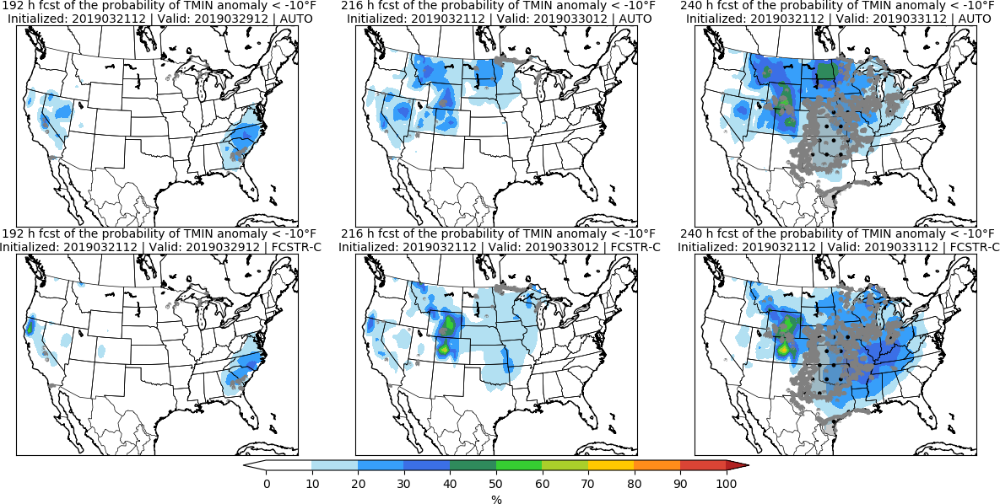 192 h fcst of the probability of TMIN anomaly < -10°F
Initialized: 2019032112 | Valid: 2019032912 | AUTO
216 h fcst of the probability of TMIN anomaly < -10°F
Initialized: 2019032112 | Valid: 2019033012 | AUTO
240 h fcst of the probability of TMIN anomaly < -10°F
Initialized: 2019032112 | Valid: 2019033112 | AUTO
192 h fcst of the probability of TMIN anomaly < -10°F
Initialized: 2019032112 | Valid: 2019032912 | FCSTR-C
216 h fcst of the probability of TMIN anomaly < -10°F
Initialized: 2019032112 | Valid: 2019033012 | FCSTR-C
240 h fcst of the probability of TMIN anomaly < -10°F
Initialized: 2019032112 | Valid: 2019033112 | FCSTR-C
0 10 20 30 40 50 60 70 80 90 100
%